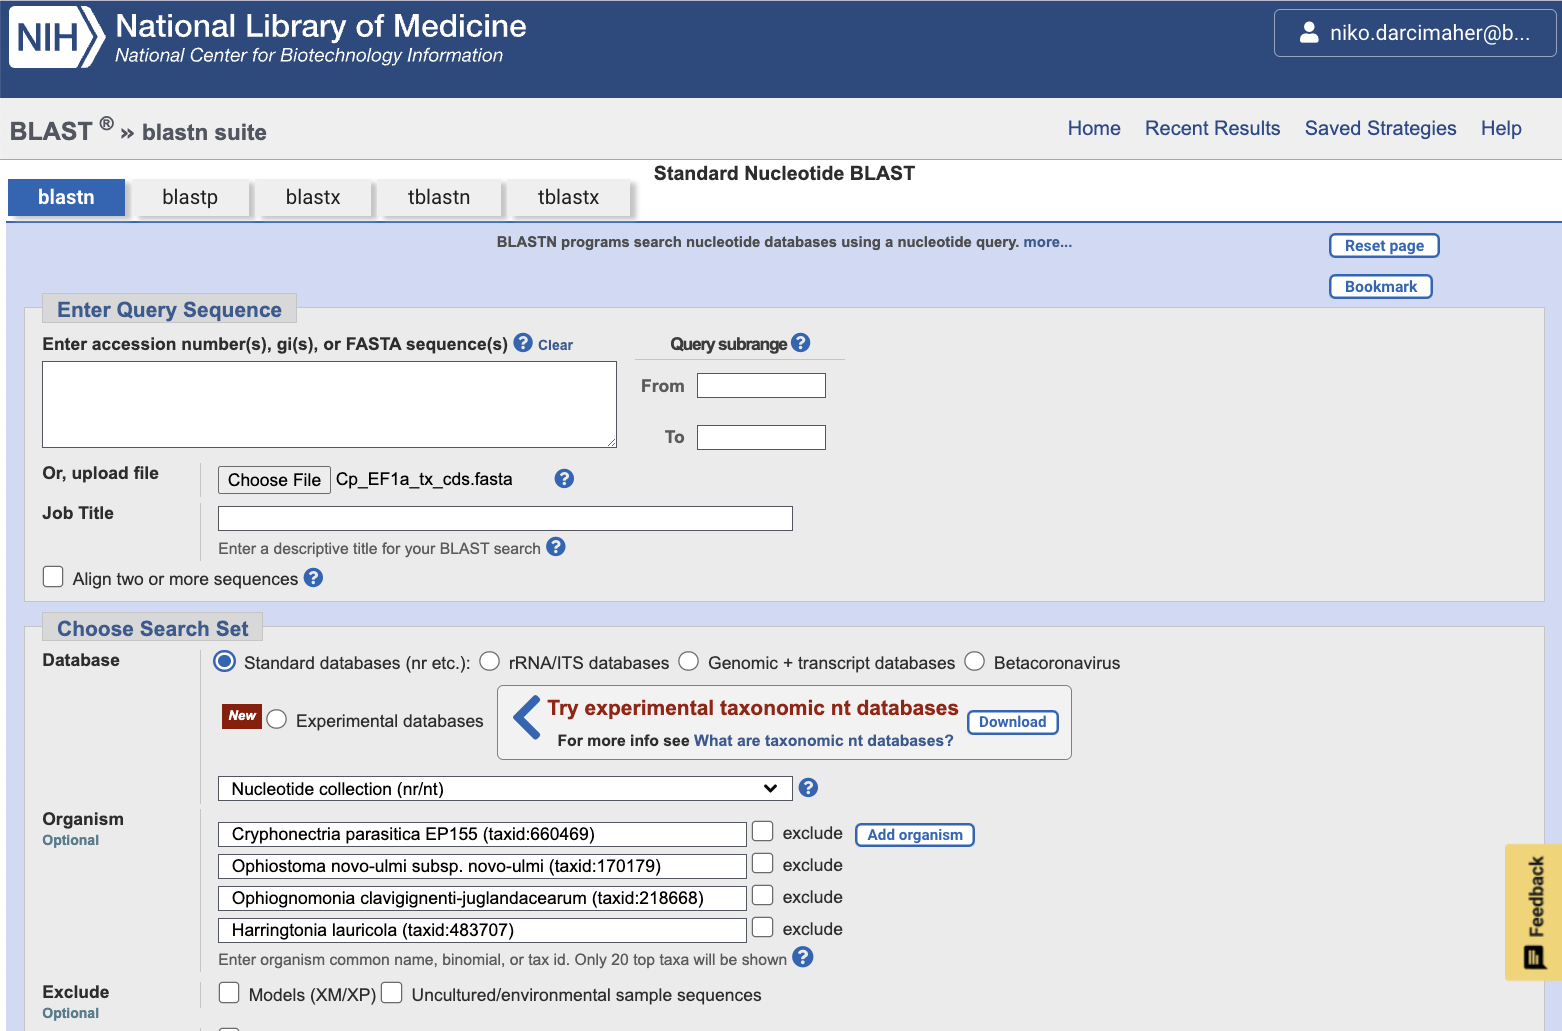 NIH National Library of Medicine
National Center for Biotechnology Information
niko.darcimaher@b...
BLAST ® » blastn suite
Home Recent Results Saved Strategies Help
Standard Nucleotide BLAST
blastn blastp blastx tblastn tblastx
BLASTN programs search nucleotide databases using a nucleotide query. more...
Reset page
Bookmark
Enter Query Sequence
Enter accession number(s), gi(s), or FASTA sequence(s) ? Clear
Query subrange ?
From
To
Or, upload file Choose File Cp_EF1a_tx_cds.fasta ?
Job Title
Enter a descriptive title for your BLAST search ?
Align two or more sequences ?
Choose Search Set
Database Standard databases (nr etc.): rRNA/ITS databases Genomic + transcript databases Betacoronavirus
New Experimental databases
Try experimental taxonomic nt databases
For more info see What are taxonomic nt databases?
Download
Nucleotide collection (nr/nt) ?
Organism
Optional
Cryphonectria parasitica EP155 (taxid:660469) exclude Add organism
Ophiostoma novo-ulmi subsp. novo-ulmi (taxid:170179) exclude
Ophiognomonia clavigignenti-juglandacearum (taxid:218668) exclude
Harringtonia lauricola (taxid:483707) exclude
Enter organism common name, binomial, or tax id. Only 20 top taxa will be shown ?
Exclude
Optional
Models (XM/XP) Uncultured/environmental sample sequences
Feedback